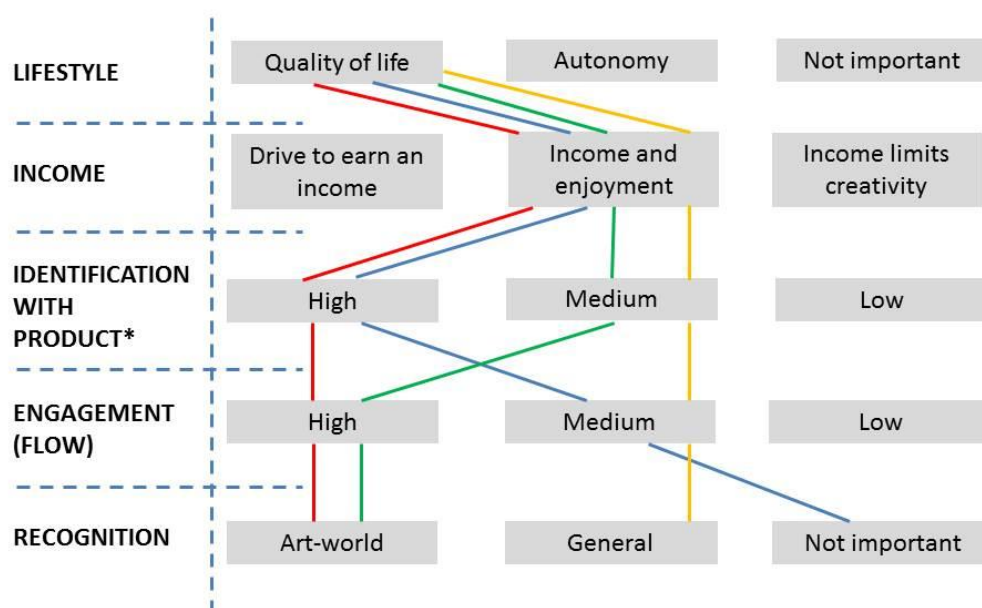 LIFESTYLE
Quality of life
Autonomy
Not important
INCOME
Drive to earn an
income
Income and
enjoyment
Income limits
creativity
IDENTIFICATION
WITH
PRODUCT*
High
Medium
Low
ENGAGEMENT
(FLOW)
High
Medium
Low
RECOGNITION
Art-world
General
Not important